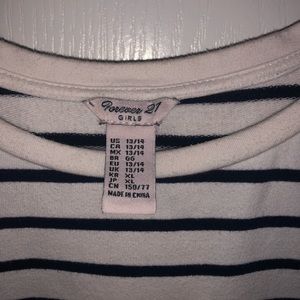 Forever 21
GIRLS
US 13/14
CA 13/14
MX 13/14
BR 66
EU 13/14
UK 13/14
KR XL
JP XL
CN 159/77
MADE IN CHINA